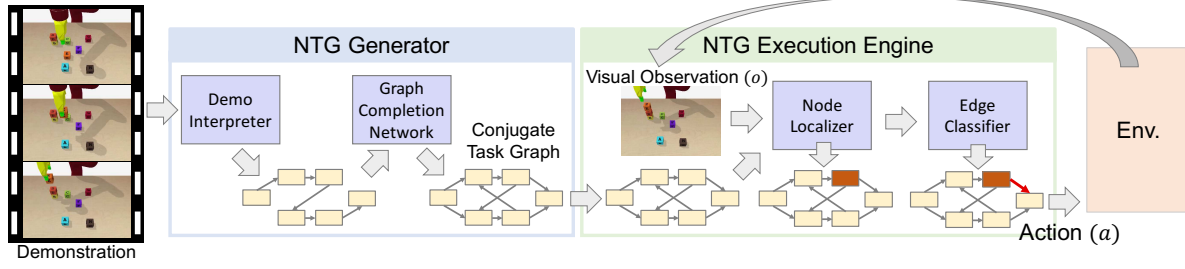 NTG Generator
NTG Execution Engine
Visual Observation (o)
Demo
Interpreter
Graph
Completion
Network
Conjugate
Task Graph
Node
Localizer
Edge
Classifier
Env.
Action (a)
Demonstration